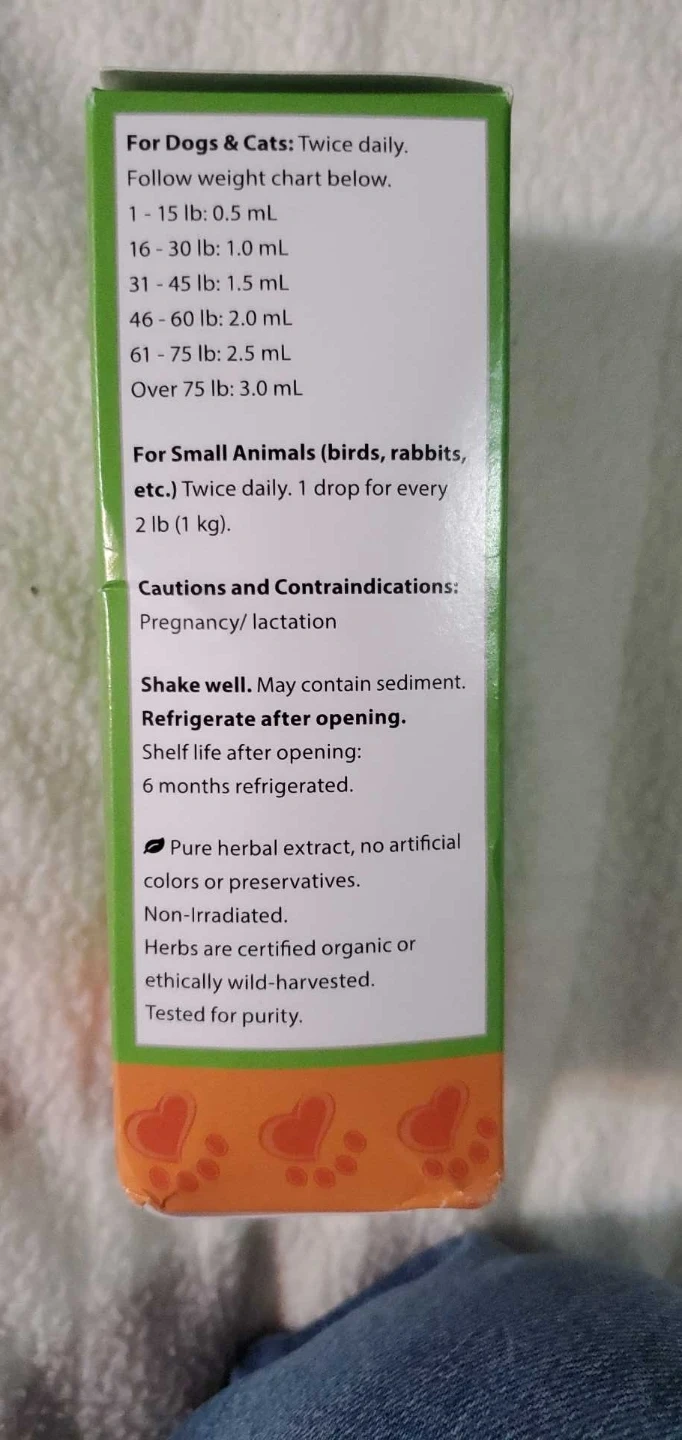 For Dogs & Cats: Twice daily.
Follow weight chart below.
1 - 15 lb: 0.5 mL
16 - 30 lb: 1.0 mL
31 - 45 lb: 1.5 mL
46 - 60 lb: 2.0 mL
61 - 75 lb: 2.5 mL
Over 75 lb: 3.0 mL
For Small Animals (birds, rabbits,
etc.) Twice daily. 1 drop for every
2 lb (1 kg).
Cautions and Contraindications:
Pregnancy/ lactation
Shake well. May contain sediment.
Refrigerate after opening.
Shelf life after opening:
6 months refrigerated.
Pure herbal extract, no artificial
colors or preservatives.
Non-Irradiated.
Herbs are certified organic or
ethically wild-harvested.
Tested for purity.